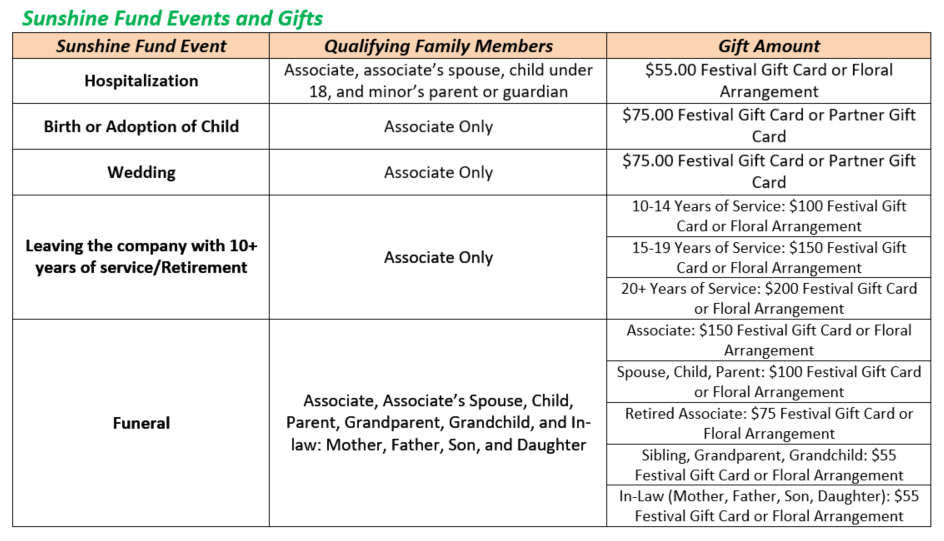 Sunshine Fund Events and Gifts
Sunshine Fund Event
Qualifying Family Members
Gift Amount
Hospitalization
Associate, associate's spouse, child under
18, and minor's parent or guardian
$55.00 Festival Gift Card or Floral
Arrangement
Birth or Adoption of Child
Associate Only
$75.00 Festival Gift Card or Partner Gift
Card
Wedding
Associate Only
$75.00 Festival Gift Card or Partner Gift
Card
Leaving the company with 10+
years of service/Retirement
Associate Only
10-14 Years of Service: $100 Festival Gift
Card or Floral Arrangement
15-19 Years of Service: $150 Festival Gift
Card or Floral Arrangement
20+ Years of Service: $200 Festival Gift Card
or Floral Arrangement
Funeral
Associate, Associate's Spouse, Child,
Parent, Grandparent, Grandchild, and In-
law: Mother, Father, Son, and Daughter
Associate: $150 Festival Gift Card or Floral
Arrangement
Spouse, Child, Parent: $100 Festival Gift Card
or Floral Arrangement
Retired Associate: $75 Festival Gift Card or
Floral Arrangement
Sibling, Grandparent, Grandchild: $55
Festival Gift Card or Floral Arrangement
In-Law (Mother, Father, Son, Daughter): $55
Festival Gift Card or Floral Arrangement